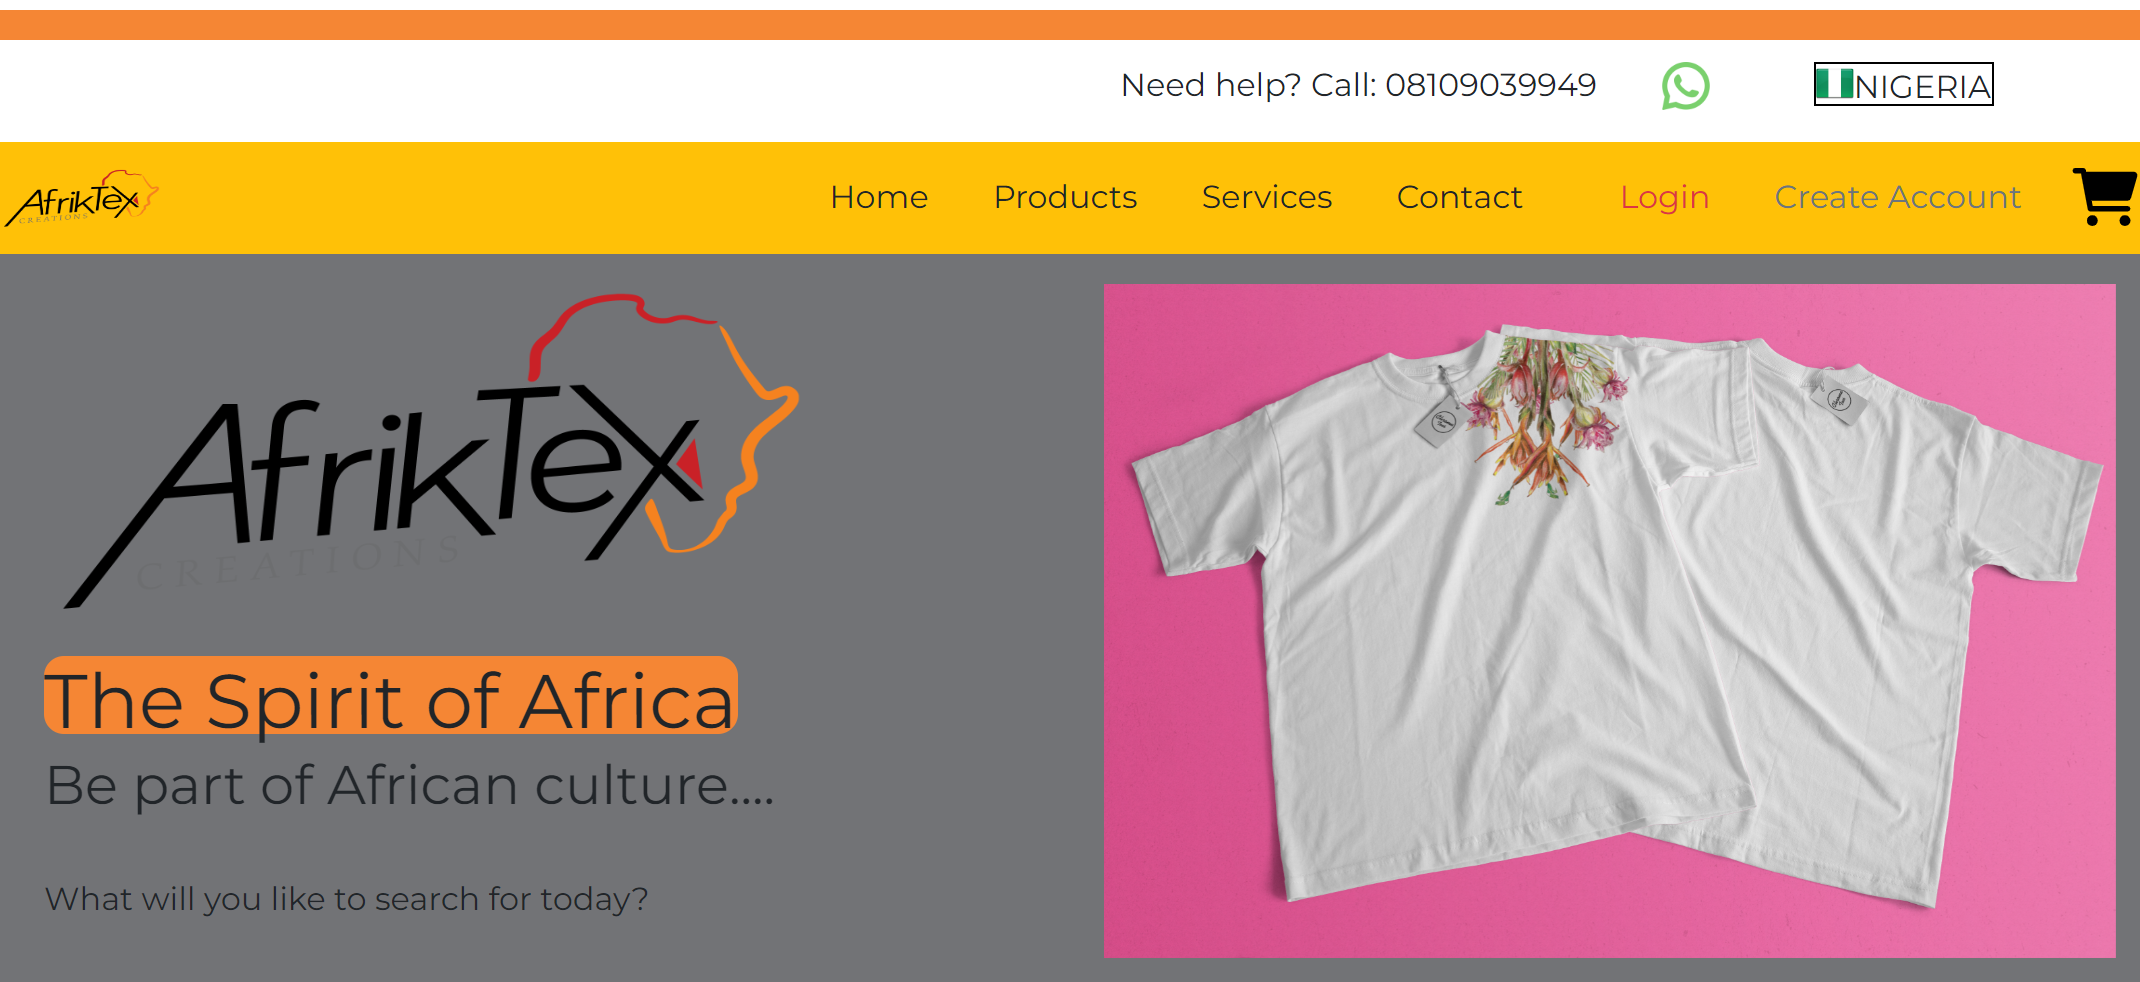 Need help? Call: 08109039949
NIGERIA
AfrikTex
CREATIONS
Home Products Services Contact Login Create Account
AfrikTex
CREATIONS
The Spirit of Africa
Be part of African culture....
What will you like to search for today?